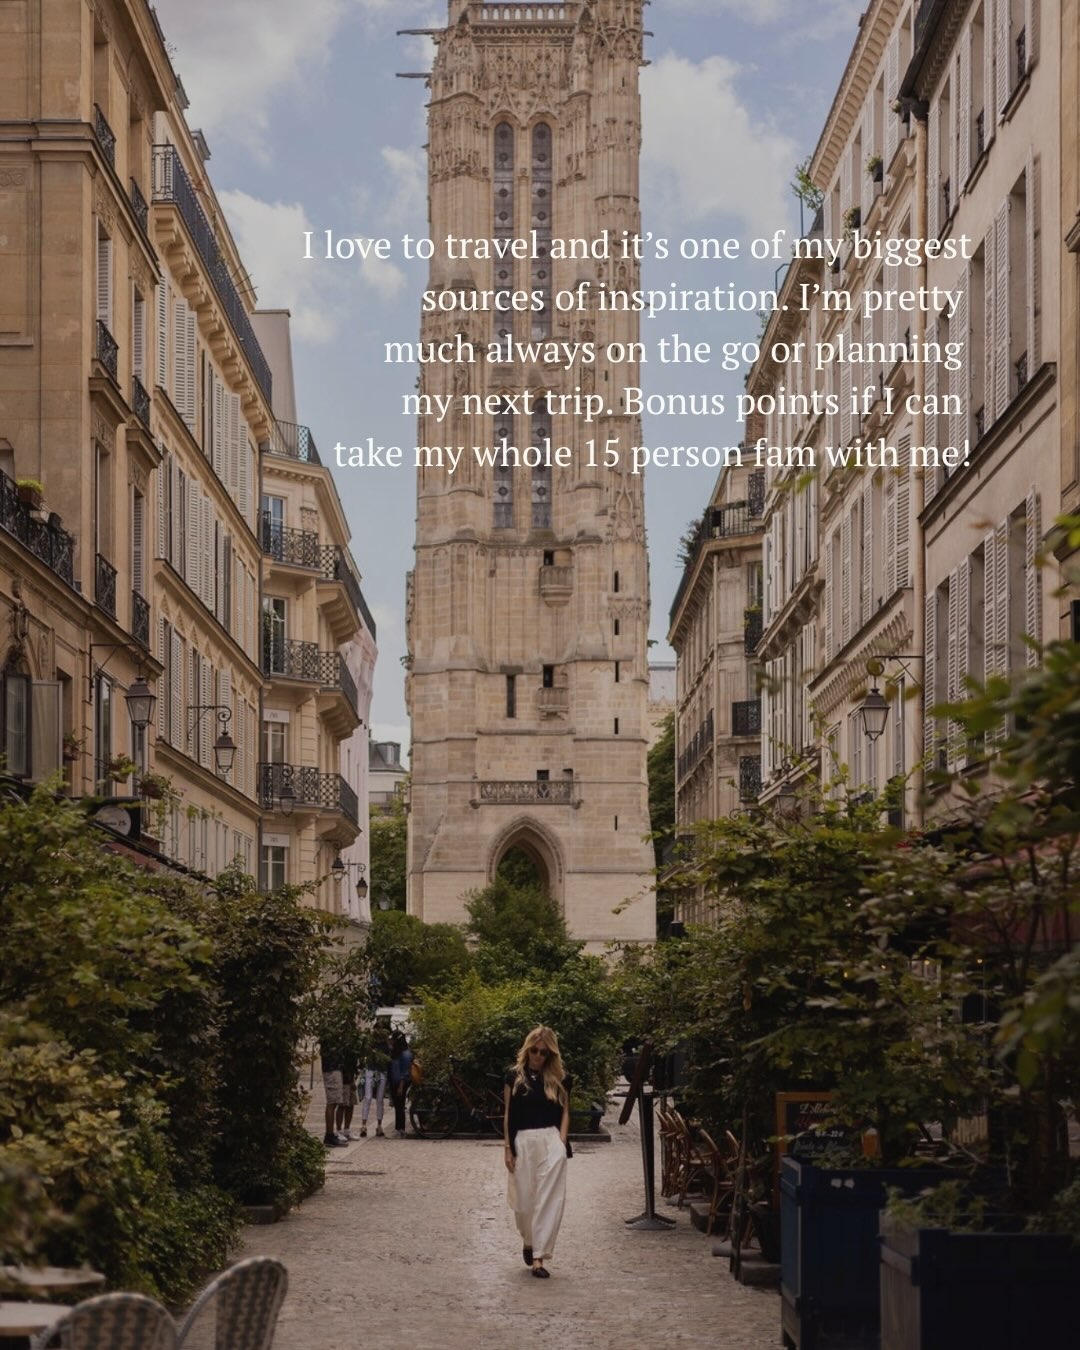 I love to travel and it’s one of my biggest
sources of inspiration. I’m pretty
much always on the go or planning
my next trip. Bonus points if I can
take my whole 15 person fam with me!